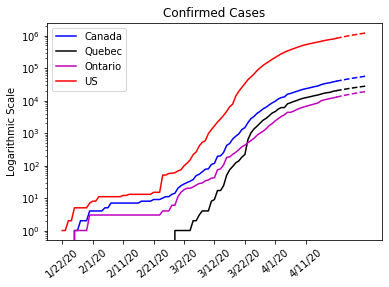 Confirmed Cases
Canada
Quebec
Ontario
US
Logarithmic Scale
10^6
10^5
10^4
10^3
10^2
10^1
10^0
1/22/20 2/1/20 2/11/20 2/21/20 3/2/20 3/12/20 3/22/20 4/1/20 4/11/20